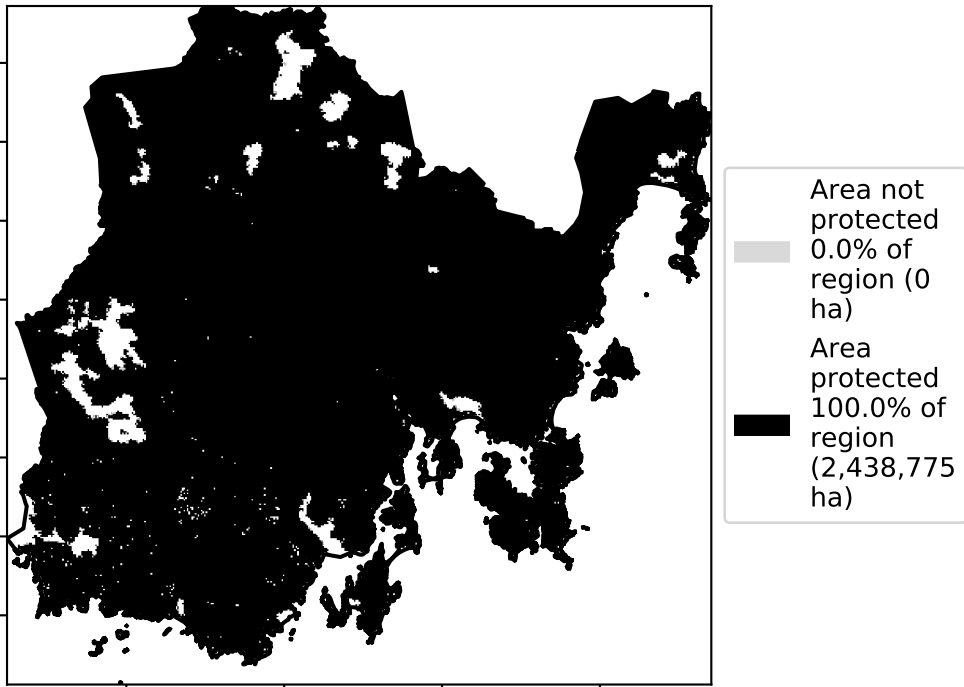 Area not
protected
0.0% of
region (0
ha)
Area
protected
100.0% of
region
(2,438,775
ha)